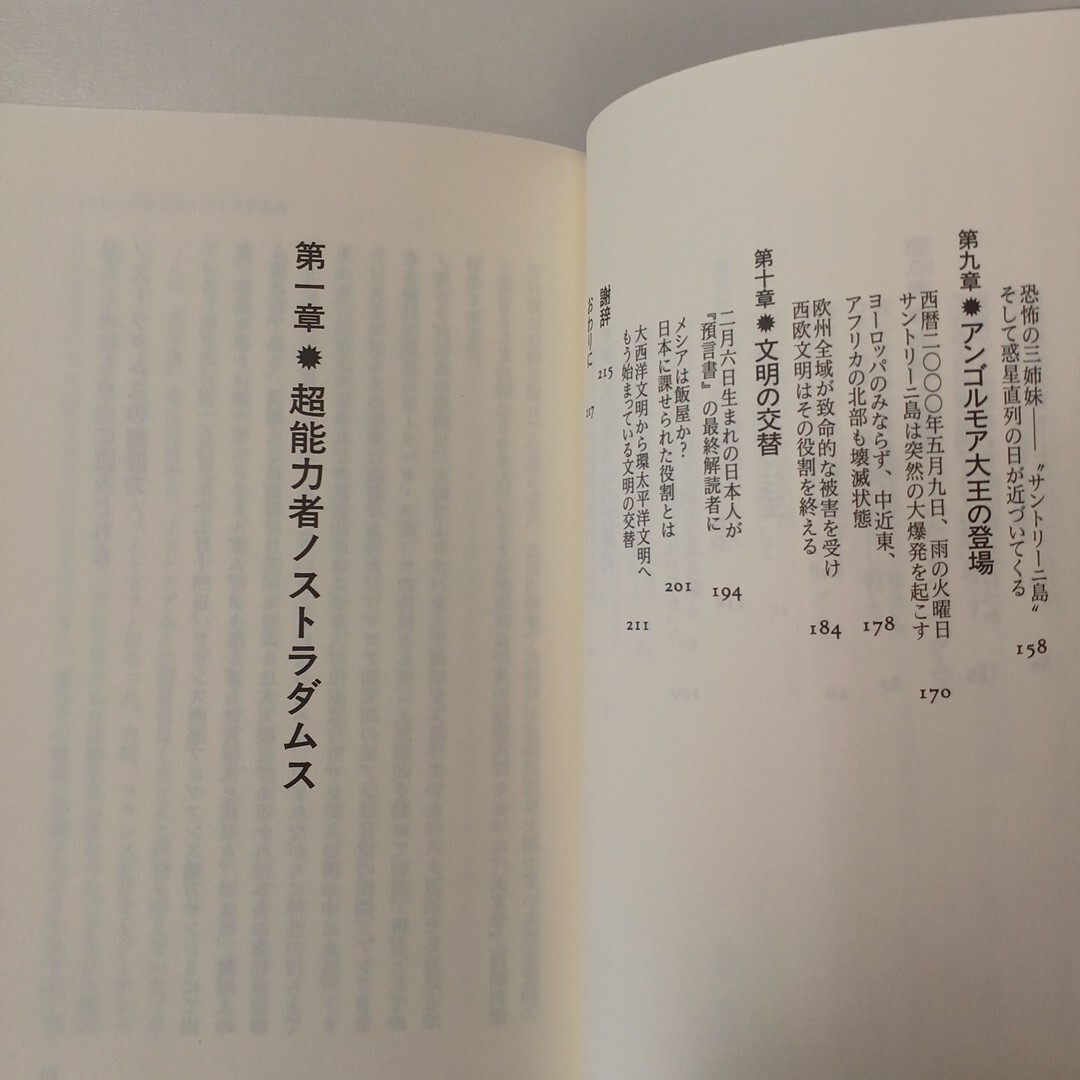 恐怖の三姉妹——〝サントリーニ島〟
そして惑星直列の日が近づいてくる 158
第九章✹アンゴルモア大王の登場
西暦二〇〇〇年五月九日、雨の火曜日
サントリーニ島は突然の大爆発を起こす 170
ヨーロッパのみならず、中近東、
アフリカの北部も壊滅状態 178
欧州全域が致命的な被害を受け
西欧文明はその役割を終える 184
第十章✹文明の交替
二月六日生まれの日本人が
『預言書』の最終解読者に 194
メシアは飯屋か？
日本に課せられた役割とは 201
大西洋文明から環太平洋文明へ
もう始まっている文明の交替 211
謝辞 215
おわりに 217
第一章✹超能力者ノストラダムス